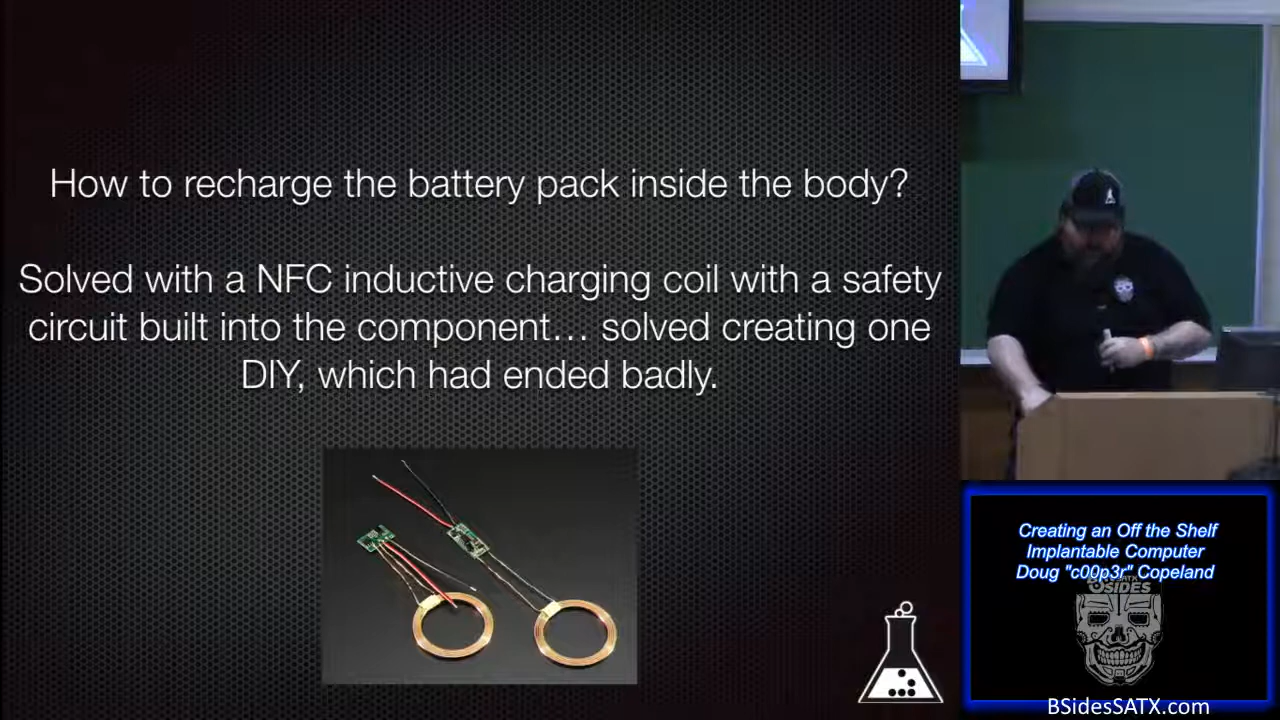 How to recharge the battery pack inside the body?
Solved with a NFC inductive charging coil with a safety
circuit built into the component… solved creating one
DIY, which had ended badly.
Creating an Off the Shelf
Implantable Computer
Doug "c00p3r" Copeland
SIDES
BSidesSATX.com